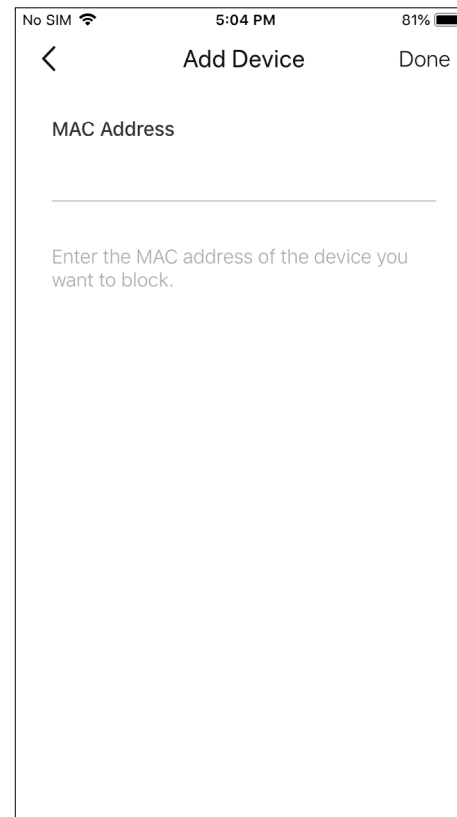 No SIM 5:04 PM 81%
Add Device Done
MAC Address
Enter the MAC address of the device you
want to block.